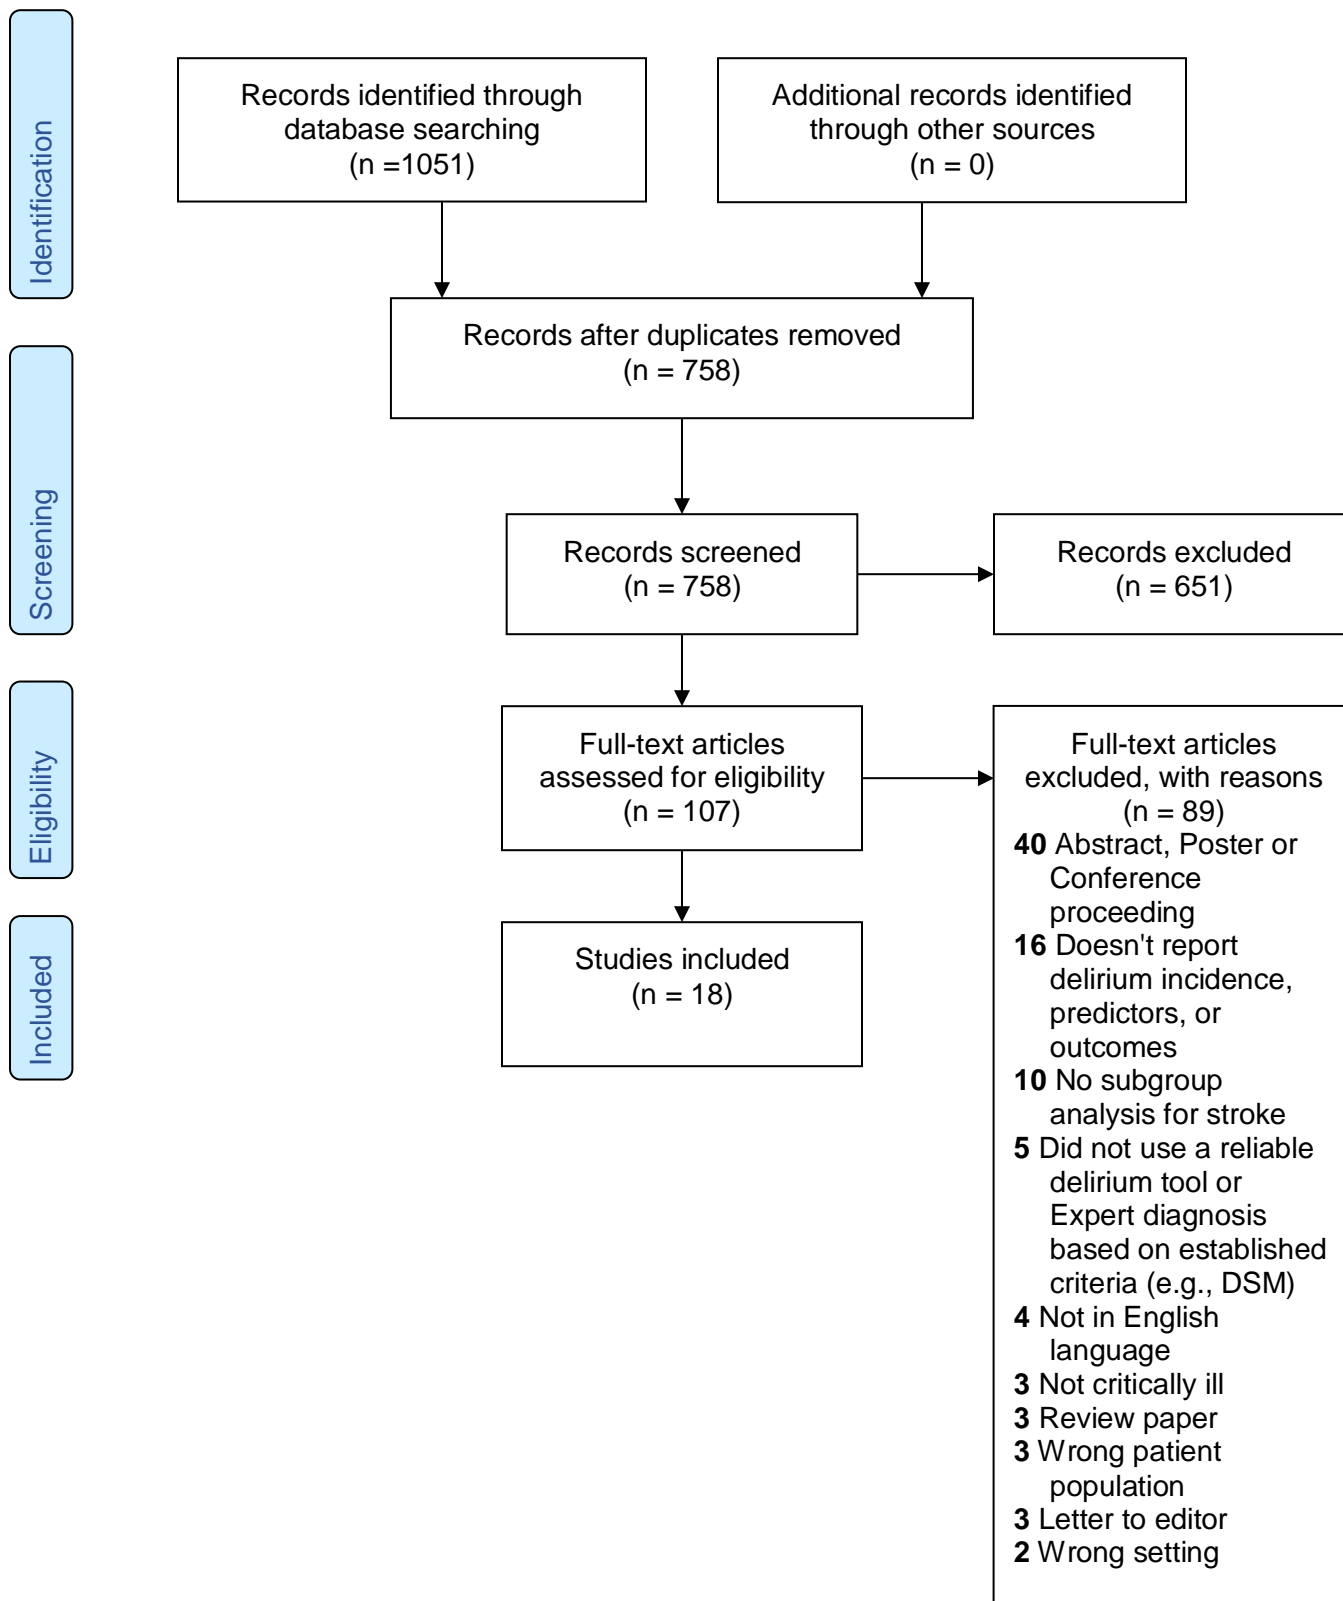 Identification
Records identified through
database searching
(n =1051)
Additional records identified
through other sources
(n = 0)
Records after duplicates removed
(n = 758)
Screening
Records screened
(n = 758)
Records excluded
(n = 651)
Eligibility
Full-text articles
assessed for eligibility
(n = 107)
Full-text articles
excluded, with reasons
(n = 89)
40 Abstract, Poster or
Conference
proceeding
16 Doesn't report
delirium incidence,
predictors, or
outcomes
10 No subgroup
analysis for stroke
5 Did not use a reliable
delirium tool or
Expert diagnosis
based on established
criteria (e.g., DSM)
4 Not in English
language
3 Not critically ill
3 Review paper
3 Wrong patient
population
3 Letter to editor
2 Wrong setting
Included
Studies included
(n = 18)